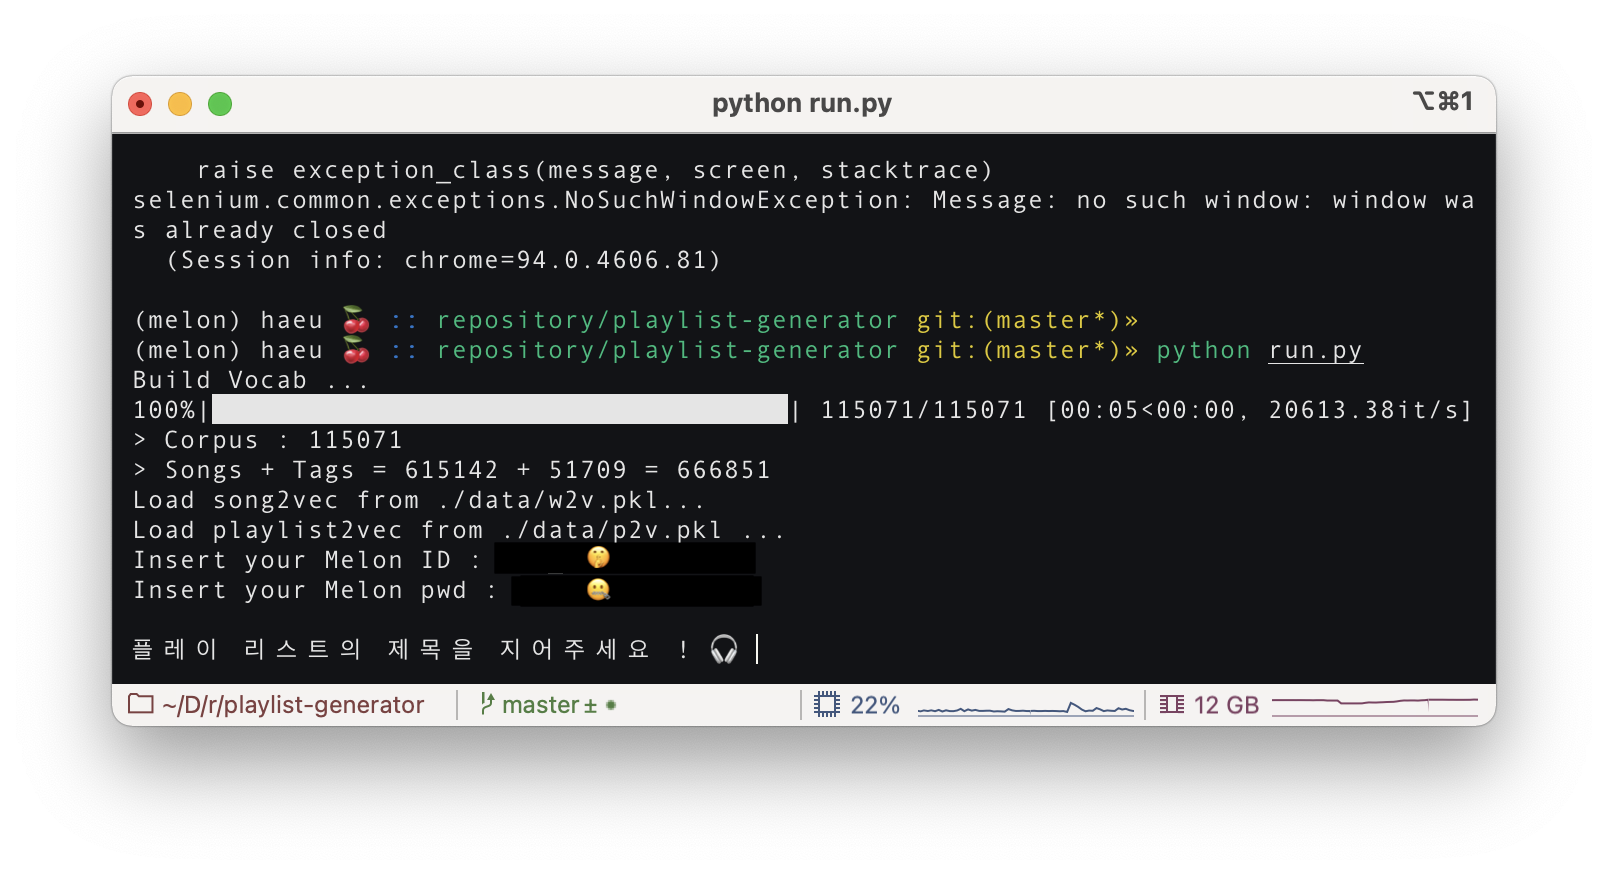 python run.py
⌥⌘1
raise exception_class(message, screen, stacktrace)
selenium.common.exceptions.NoSuchWindowException: Message: no such window: window wa
s already closed
(Session info: chrome=94.0.4606.81)
(melon) haeu 🍒 :: repository/playlist-generator git:(master*)»
(melon) haeu 🍒 :: repository/playlist-generator git:(master*)» python run.py
Build Vocab ...
100%| | 115071/115071 [00:05<00:00, 20613.38it/s]
> Corpus : 115071
> Songs + Tags = 615142 + 51709 = 666851
Load song2vec from ./data/w2v.pkl...
Load playlist2vec from ./data/p2v.pkl ...
Insert your Melon ID : 🤫
Insert your Melon pwd : 🤐
플레이 리스트의 제목을 지어주세요 ! 🎧
~/D/r/playlist-generator
master ± ●
22%
12 GB